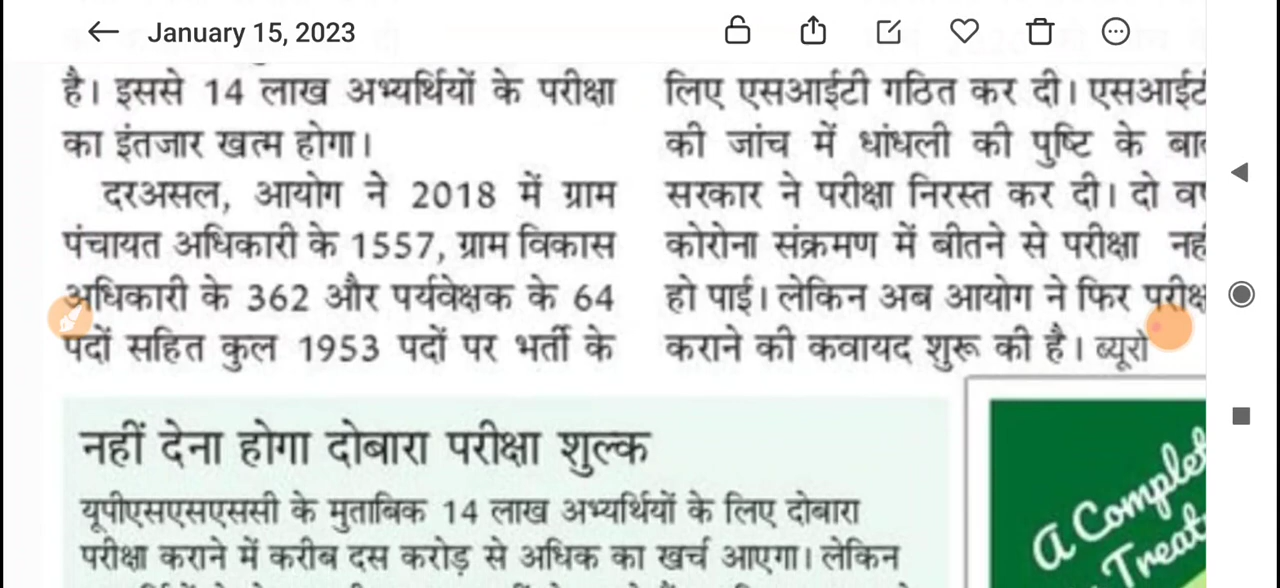 January 15, 2023
है। इससे 14 लाख अभ्यर्थियों के परीक्षा
का इंतजार खत्म होगा।
दरअसल, आयोग ने 2018 में ग्राम
पंचायत अधिकारी के 1557, ग्राम विकास
अधिकारी के 362 और पर्यवेक्षक के 64
पदों सहित कुल 1953 पदों पर भर्ती के
लिए एसआईटी गठित कर दी। एसआईटी
की जांच में धांधली की पुष्टि के
सरकार ने परीक्षा निरस्त कर दी। दो
कोरोना संक्रमण में बीतने से परीक्षा
हो पाई। लेकिन अब आयोग ने फिर
कराने की कवायद शुरू की है। ब्यूरो
नहीं देना होगा दोबारा परीक्षा शुल्क
यूपीएसएसएससी के मुताबिक 14 लाख अभ्यर्थियों के लिए दोबारा
परीक्षा कराने में करीब दस करोड़ से अधिक का खर्च आएगा। लेकिन
a